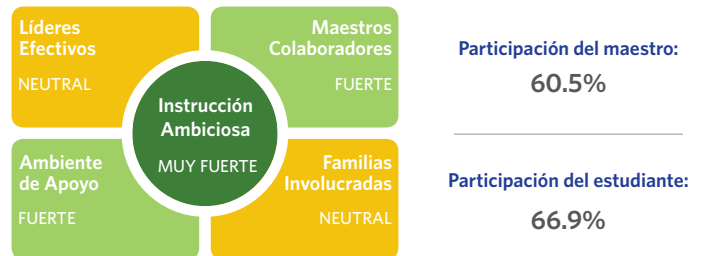 Líderes
Efectivos
NEUTRAL
Maestros
Colaboradores
FUERTE
Instrucción
Ambiciosa
MUY FUERTE
Ambiente
de Apoyo
FUERTE
Familias
Involucradas
NEUTRAL
Participación del maestro:
60.5%
Participación del estudiante:
66.9%